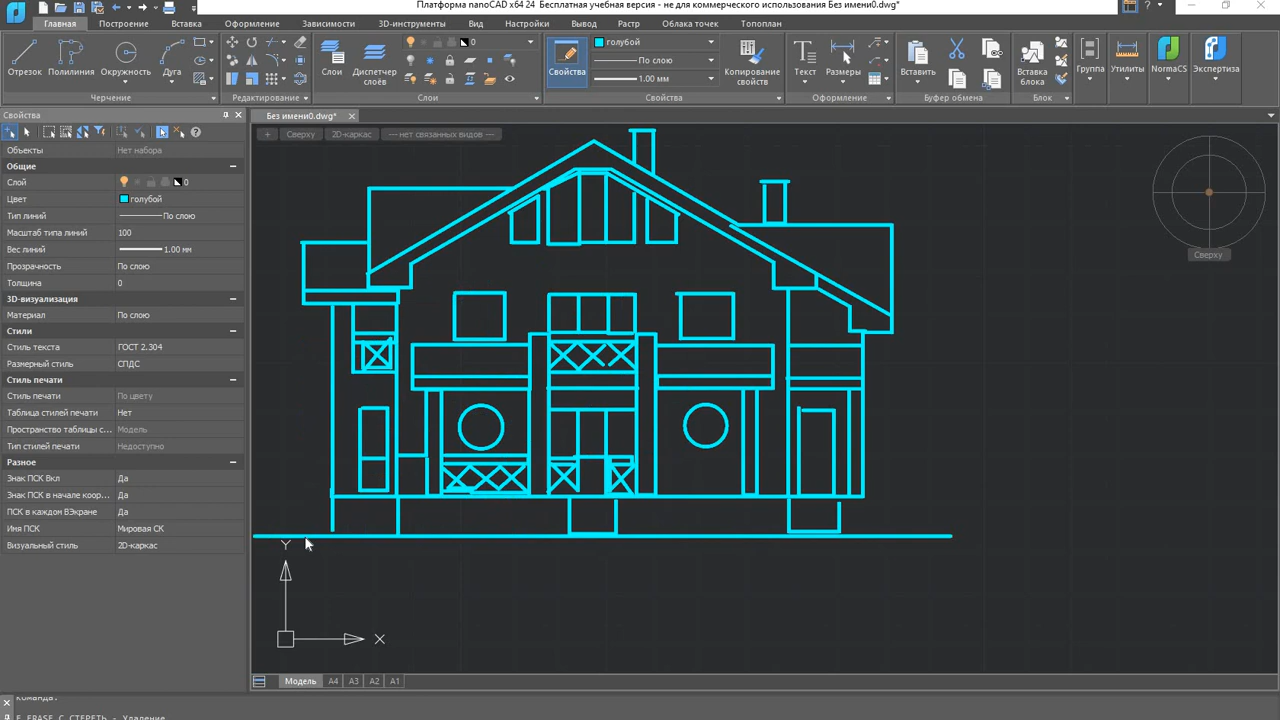 Платформа nanoCAD x64 24 Бесплатная учебная версия - не для коммерческого использования Без имени0.dwg*
Главная Построение Вставка Оформление Зависимости 3D-инструменты Вид Настройки Вывод Растр Облака точек Топоплан
0 голубой
По слою
1.00 мм
Отрезок Полилиния Окружность Дуга Слои Диспетчер слоёв Свойства Копирование свойств Текст Размеры Вставить Вставка блока Группа Утилиты NormaCS Экспертиза
Черчение Редактирование Слои Свойства Оформление Буфер обмена Блок
Свойства
Без имени0.dwg*
+ Сверху 2D-каркас --- нет связанных видов ---
Объекты Нет набора
Общие
Слой 0
Цвет голубой
Тип линий По слою
Масштаб типа линий 100
Вес линий 1.00 мм
Прозрачность По слою
Толщина 0
3D-визуализация
Материал По слою
Стили
Стиль текста ГОСТ 2.304
Размерный стиль СПДС
Стиль печати
Стиль печати По цвету
Таблица стилей печати Нет
Пространство таблицы с... Модель
Тип стилей печати Недоступно
Разное
Знак ПСК Вкл Да
Знак ПСК в начале коор... Да
ПСК в каждом ВЭкране Да
Имя ПСК Мировая СК
Визуальный стиль 2D-каркас
Сверху
Y
X
Модель A4 A3 A2 A1
команда:
E ERASE С СТЕРЕТЬ - Удаление